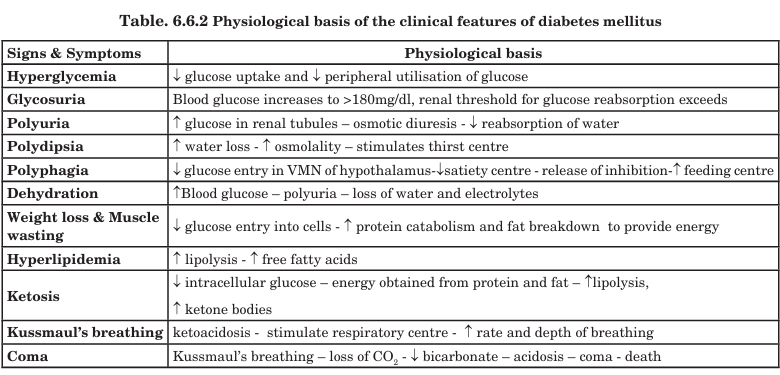 Table. 6.6.2 Physiological basis of the clinical features of diabetes mellitus
Signs & Symptoms Physiological basis
Hyperglycemia ↓ glucose uptake and ↓ peripheral utilisation of glucose
Glycosuria Blood glucose increases to >180mg/dl, renal threshold for glucose reabsorption exceeds
Polyuria ↑ glucose in renal tubules – osmotic diuresis - ↓ reabsorption of water
Polydipsia ↑ water loss - ↑ osmolality – stimulates thirst centre
Polyphagia ↓ glucose entry in VMN of hypothalamus-↓satiety centre - release of inhibition-↑ feeding centre
Dehydration ↑Blood glucose – polyuria – loss of water and electrolytes
Weight loss & Muscle
wasting
↓ glucose entry into cells - ↑ protein catabolism and fat breakdown to provide energy
Hyperlipidemia ↑ lipolysis - ↑ free fatty acids
Ketosis
↓ intracellular glucose – energy obtained from protein and fat – ↑lipolysis,
↑ ketone bodies
Kussmaul's breathing ketoacidosis - stimulate respiratory centre - ↑ rate and depth of breathing
Coma Kussmaul's breathing – loss of CO₂ - ↓ bicarbonate – acidosis – coma - death